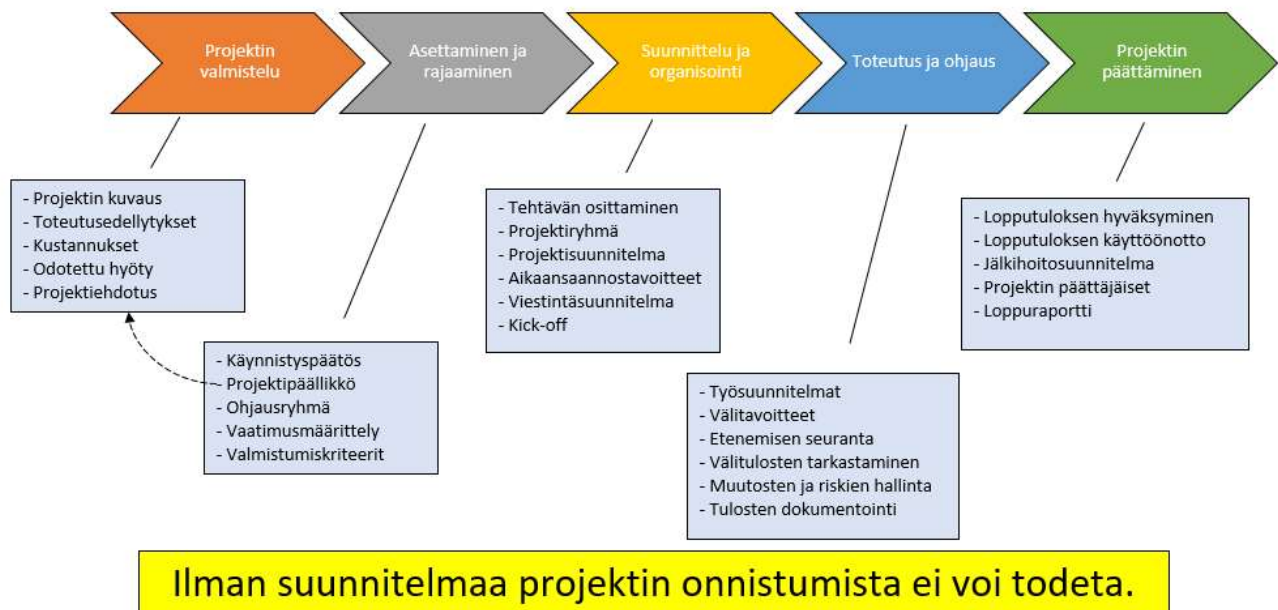 Projektin
valmistelu
Asettaminen ja
rajaaminen
Suunnittelu ja
organisointi
Toteutus ja ohjaus
Projektin
päättäminen
- Projektin kuvaus
- Toteutusedellytykset
- Kustannukset
- Odotettu hyöty
- Projektiehdotus
- Käynnistyspäätös
- Projektipäällikkö
- Ohjausryhmä
- Vaatimusmäärittely
- Valmistumiskriteerit
- Tehtävän osittaminen
- Projektiryhmä
- Projektisuunnitelma
- Aikaansaannostavoitteet
- Viestintäsuunnitelma
- Kick-off
- Työsuunnitelmat
- Välitavoitteet
- Etenemisen seuranta
- Välitulosten tarkastaminen
- Muutosten ja riskien hallinta
- Tulosten dokumentointi
- Lopputuloksen hyväksyminen
- Lopputuloksen käyttöönotto
- Jälkihoitosuunnitelma
- Projektin päättäjäiset
- Loppuraportti
Ilman suunnitelmaa projektin onnistumista ei voi todeta.